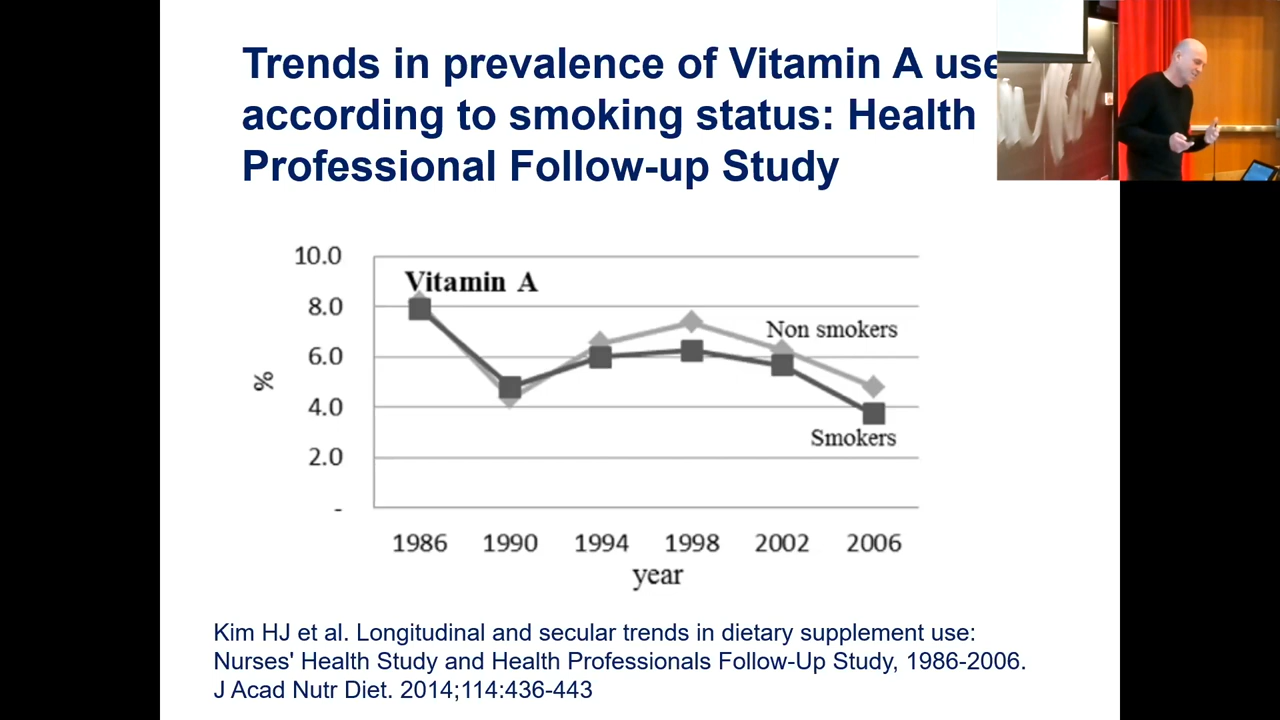 Trends in prevalence of Vitamin A use
according to smoking status: Health
Professional Follow-up Study
10.0
Vitamin A
8.0
Non smokers
6.0
%
4.0
Smokers
2.0
-
1986 1990 1994 1998 2002 2006
year
Kim HJ et al. Longitudinal and secular trends in dietary supplement use:
Nurses' Health Study and Health Professionals Follow-Up Study, 1986-2006.
J Acad Nutr Diet. 2014;114:436-443